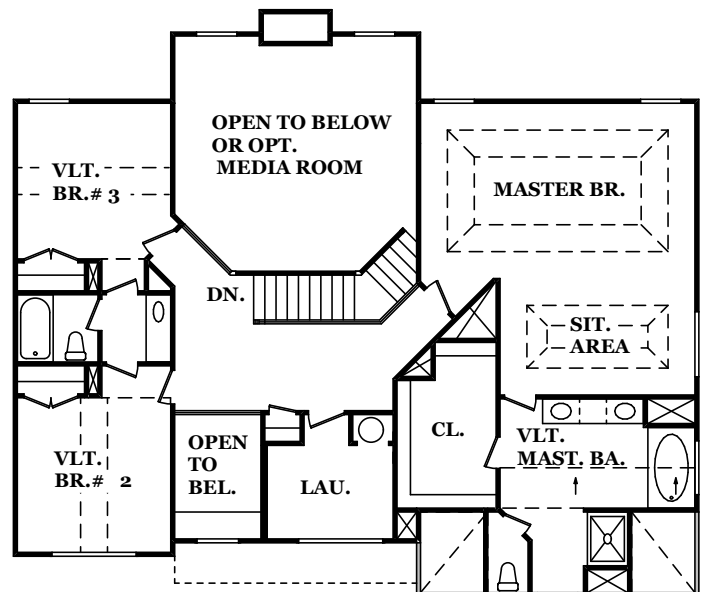 OPEN TO BELOW
OR OPT.
MEDIA ROOM
VLT.
BR.# 3
MASTER BR.
DN.
SIT.
AREA
VLT.
BR.# 2
OPEN
TO
BEL.
LAU.
CL.
VLT.
MAST. BA.